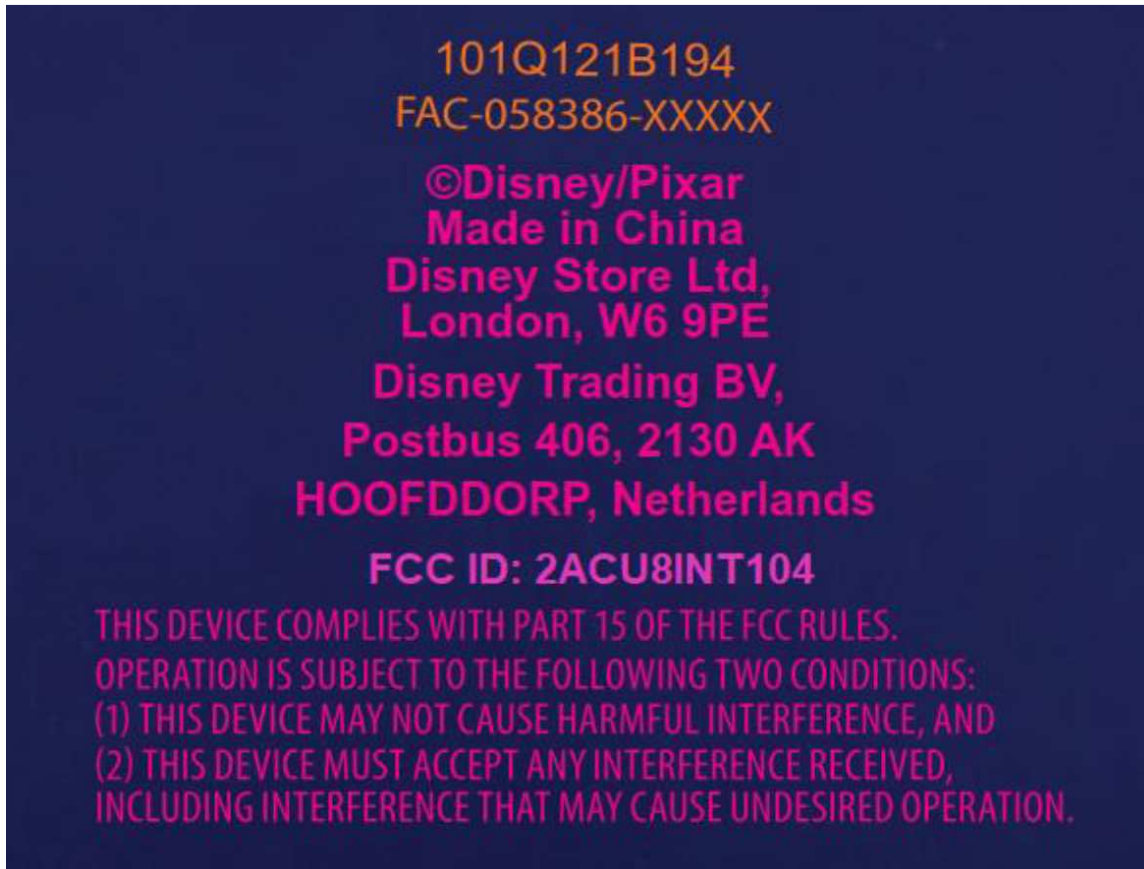 101Q121B194
FAC-058386-XXXXX
©Disney/Pixar
Made in China
Disney Store Ltd,
London, W6 9PE
Disney Trading BV,
Postbus 406, 2130 AK
HOOFDDORP, Netherlands
FCC ID: 2ACU8INT104
THIS DEVICE COMPLIES WITH PART 15 OF THE FCC RULES.
OPERATION IS SUBJECT TO THE FOLLOWING TWO CONDITIONS:
(1) THIS DEVICE MAY NOT CAUSE HARMFUL INTERFERENCE, AND
(2) THIS DEVICE MUST ACCEPT ANY INTERFERENCE RECEIVED,
INCLUDING INTERFERENCE THAT MAY CAUSE UNDESIRED OPERATION.